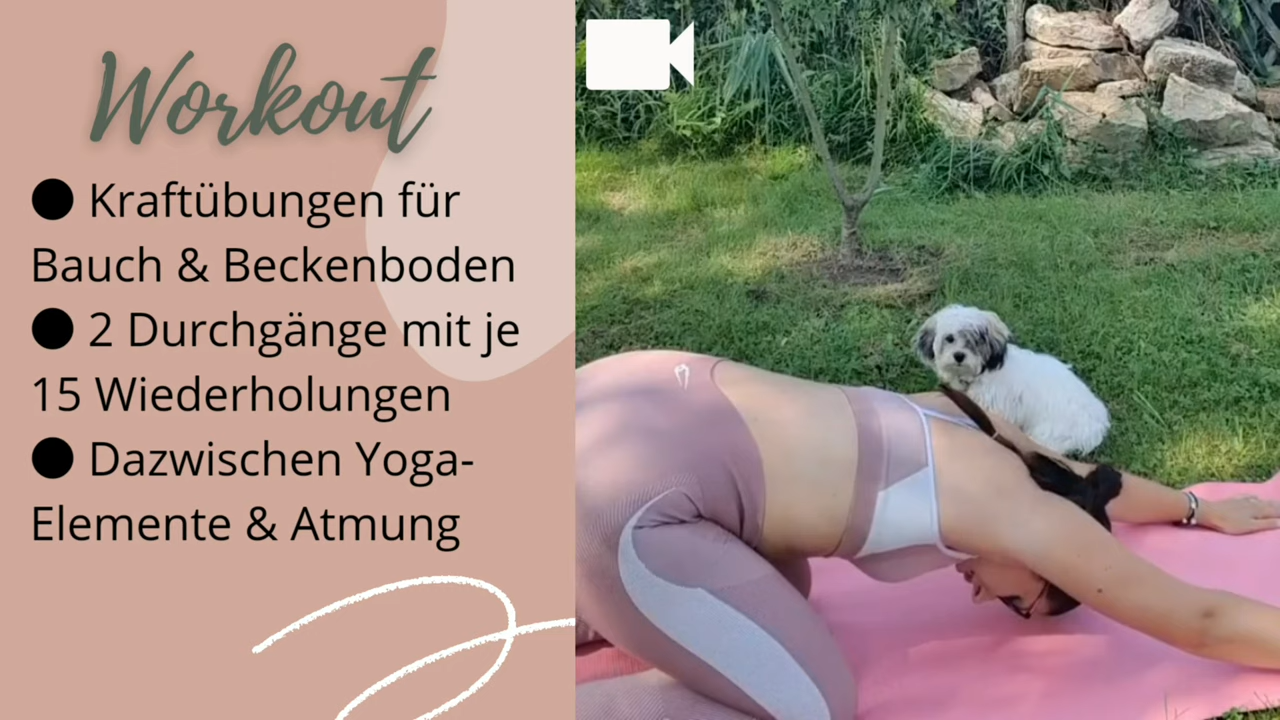 Workout
● Kraftübungen für
Bauch & Beckenboden
● 2 Durchgänge mit je
15 Wiederholungen
● Dazwischen Yoga-
Elemente & Atmung